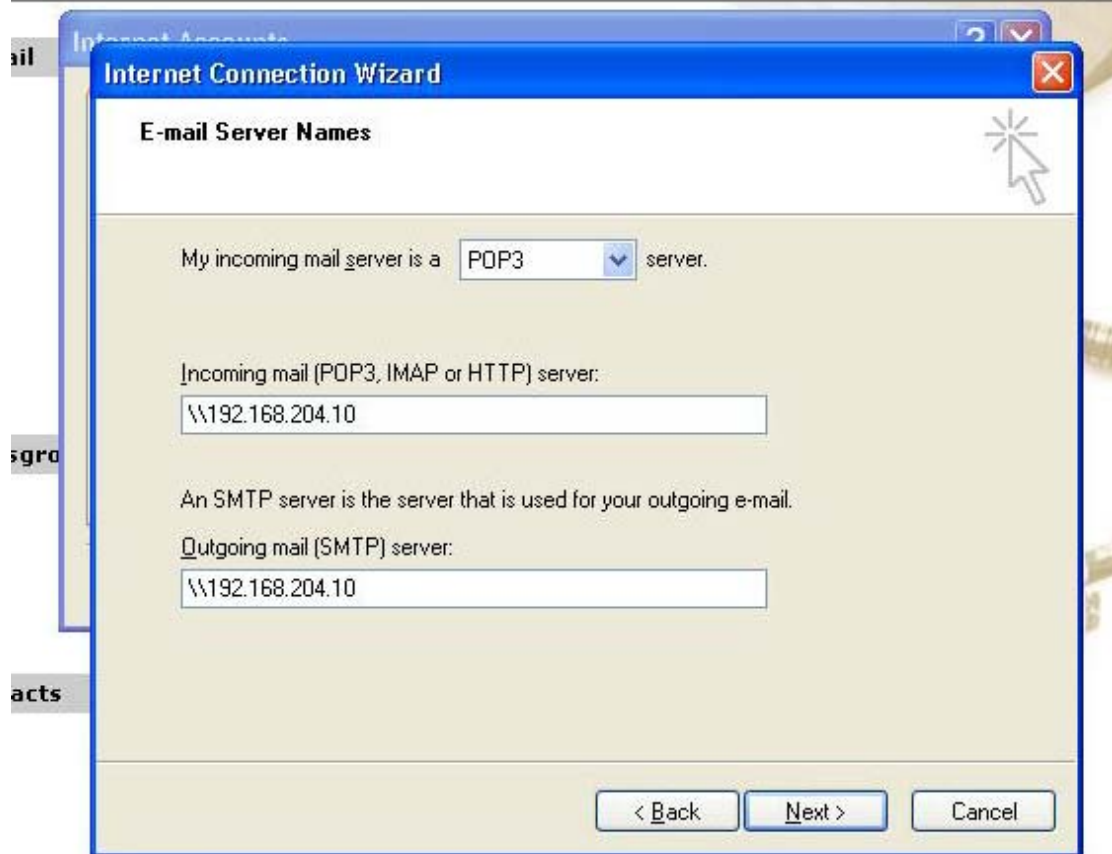 ail
Internet Accounts
Internet Connection Wizard
E-mail Server Names
My incoming mail server is a POP3 server.
Incoming mail (POP3, IMAP or HTTP) server:
\\192.168.204.10
sgro
An SMTP server is the server that is used for your outgoing e-mail.
Outgoing mail (SMTP) server:
\\192.168.204.10
acts
< Back Next > Cancel